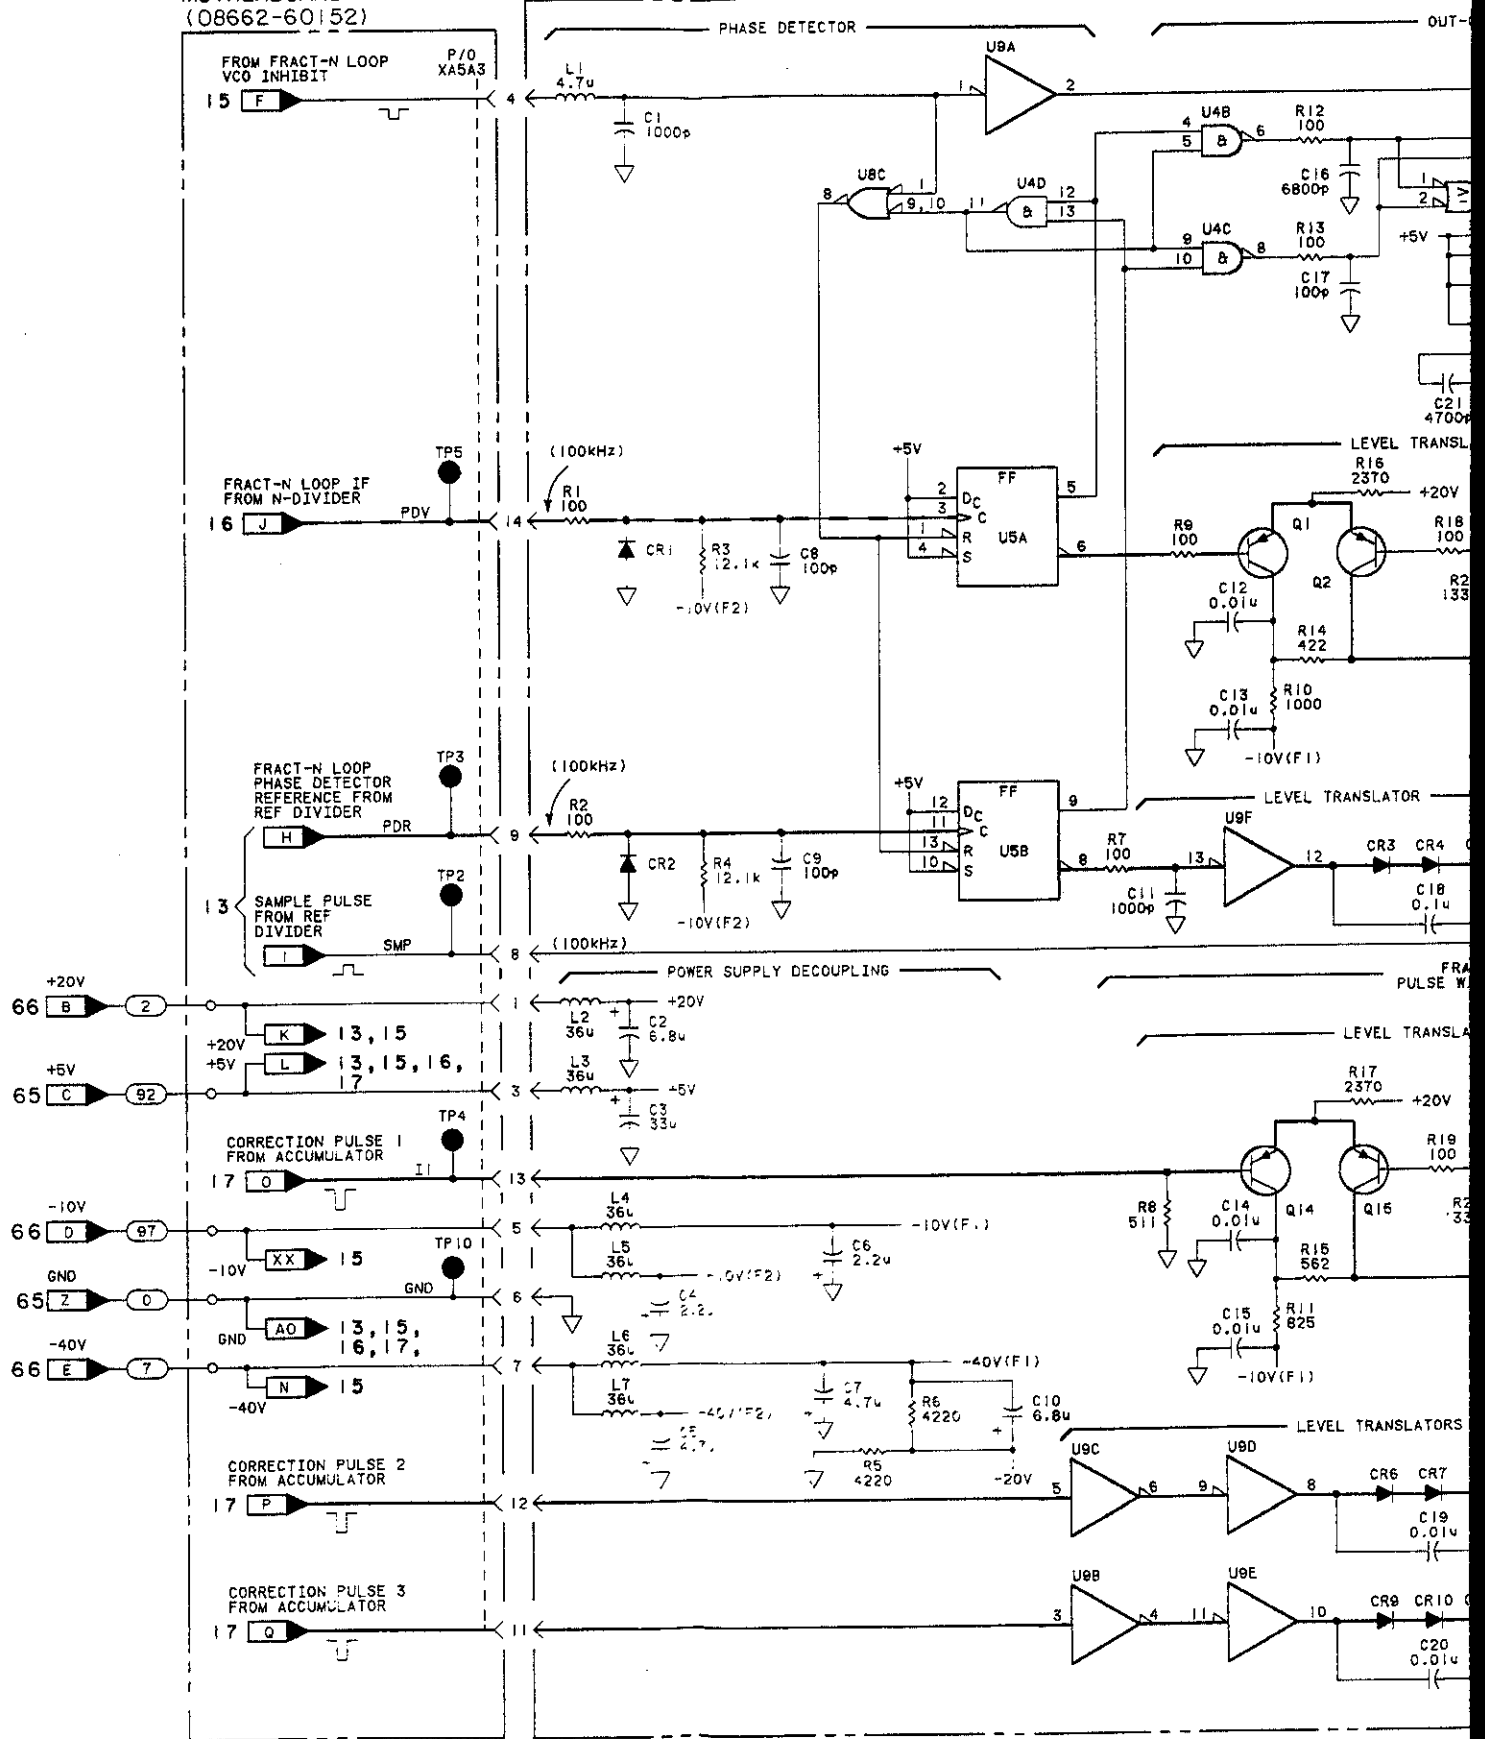 (08662-60152)
PHASE DETECTOR
OUT-
FROM FRACT-N LOOP
VCO INHIBIT
P/O
XA5A3
15 F
4
L1
4.7u
C1
1000p
U9A
1
2
U4B
4
5
&
6
R12
100
C16
6800p
1
2
U8C
8
1
9,10
U4D
11
&
12
13
U4C
9
10
&
8
R13
100
C17
100p
+5V
C21
4700p
LEVEL TRANSL
TP5
(100kHz)
FRACT-N LOOP IF
FROM N-DIVIDER
16 J
PDV
14
R1
100
CR1
R3
12.1k
C8
100p
-10V(F2)
+5V
FF
2
3
1
4
D
C
C
R
S
U5A
5
6
R9
100
Q1
Q2
R16
2370
+20V
R18
100
R2
133
C12
0.01u
R14
422
C13
0.01u
R10
1000
-10V(F1)
FRACT-N LOOP
PHASE DETECTOR
REFERENCE FROM
REF DIVIDER
TP3
(100kHz)
H
PDR
9
R2
100
CR2
R4
12.1k
C9
100p
-10V(F2)
+5V
FF
12
11
13
10
D
C
C
R
S
U5B
9
8
R7
100
C11
1000p
LEVEL TRANSLATOR
U9F
13
12
CR3
CR4
C18
0.1u
13
SAMPLE PULSE
FROM REF
DIVIDER
TP2
I
SMP
8
(100kHz)
POWER SUPPLY DECOUPLING
FRA
PULSE W
+20V
66 B
2
1
L2
36u
+20V
+
C2
6.8u
+20V
K 13,15
+5V
L 13,15,16,
17
+5V
65 C
92
3
L3
36u
+5V
+
C3
33u
LEVEL TRANSLA
R17
2370
+20V
CORRECTION PULSE 1
FROM ACCUMULATOR
TP4
17 O
I1
13
R8
511
Q14
Q15
R19
100
C14
0.01u
R15
562
C15
0.01u
R11
825
-10V(F1)
-10V
66 D
97
5
L4
36u
C6
2.2u
+
-10V
XX 15
L5
36u
-10V(F2)
C4
+
GND
65 Z
0
TP10
GND
6
GND
AO 13,15,
16,17,
-40V
66 E
7
7
L6
36u
-40V(F1)
-40V
N 15
L7
36u
C7
4.7u
R6
4220
C10
6.8u
+
R5
4220
-20V
CORRECTION PULSE 2
FROM ACCUMULATOR
17 P
12
LEVEL TRANSLATORS
U9C
5
6
U9D
9
8
CR6
CR7
C19
0.01u
CORRECTION PULSE 3
FROM ACCUMULATOR
17 Q
11
U9B
3
4
U9E
11
10
CR9
CR10
C20
0.01u